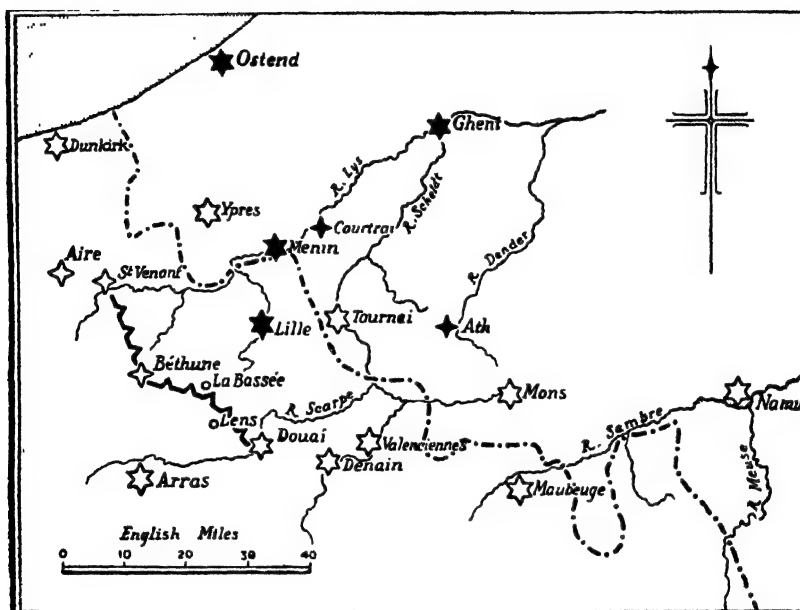 Ostend
Dunkirk
Ghent
R. Lys
Ypres
R. Scheldt
Courtrai
Menin
Aire
St Venant
R. Dender
Lille
Tournai
Ath
Béthune
La Bassée
Mons
Namu
R. Scarpe
Lens
Douai
R. Sambre
Valenciennes
Denain
Arras
Maubeuge
R. Meuse
English Miles
0 10 20 30 40